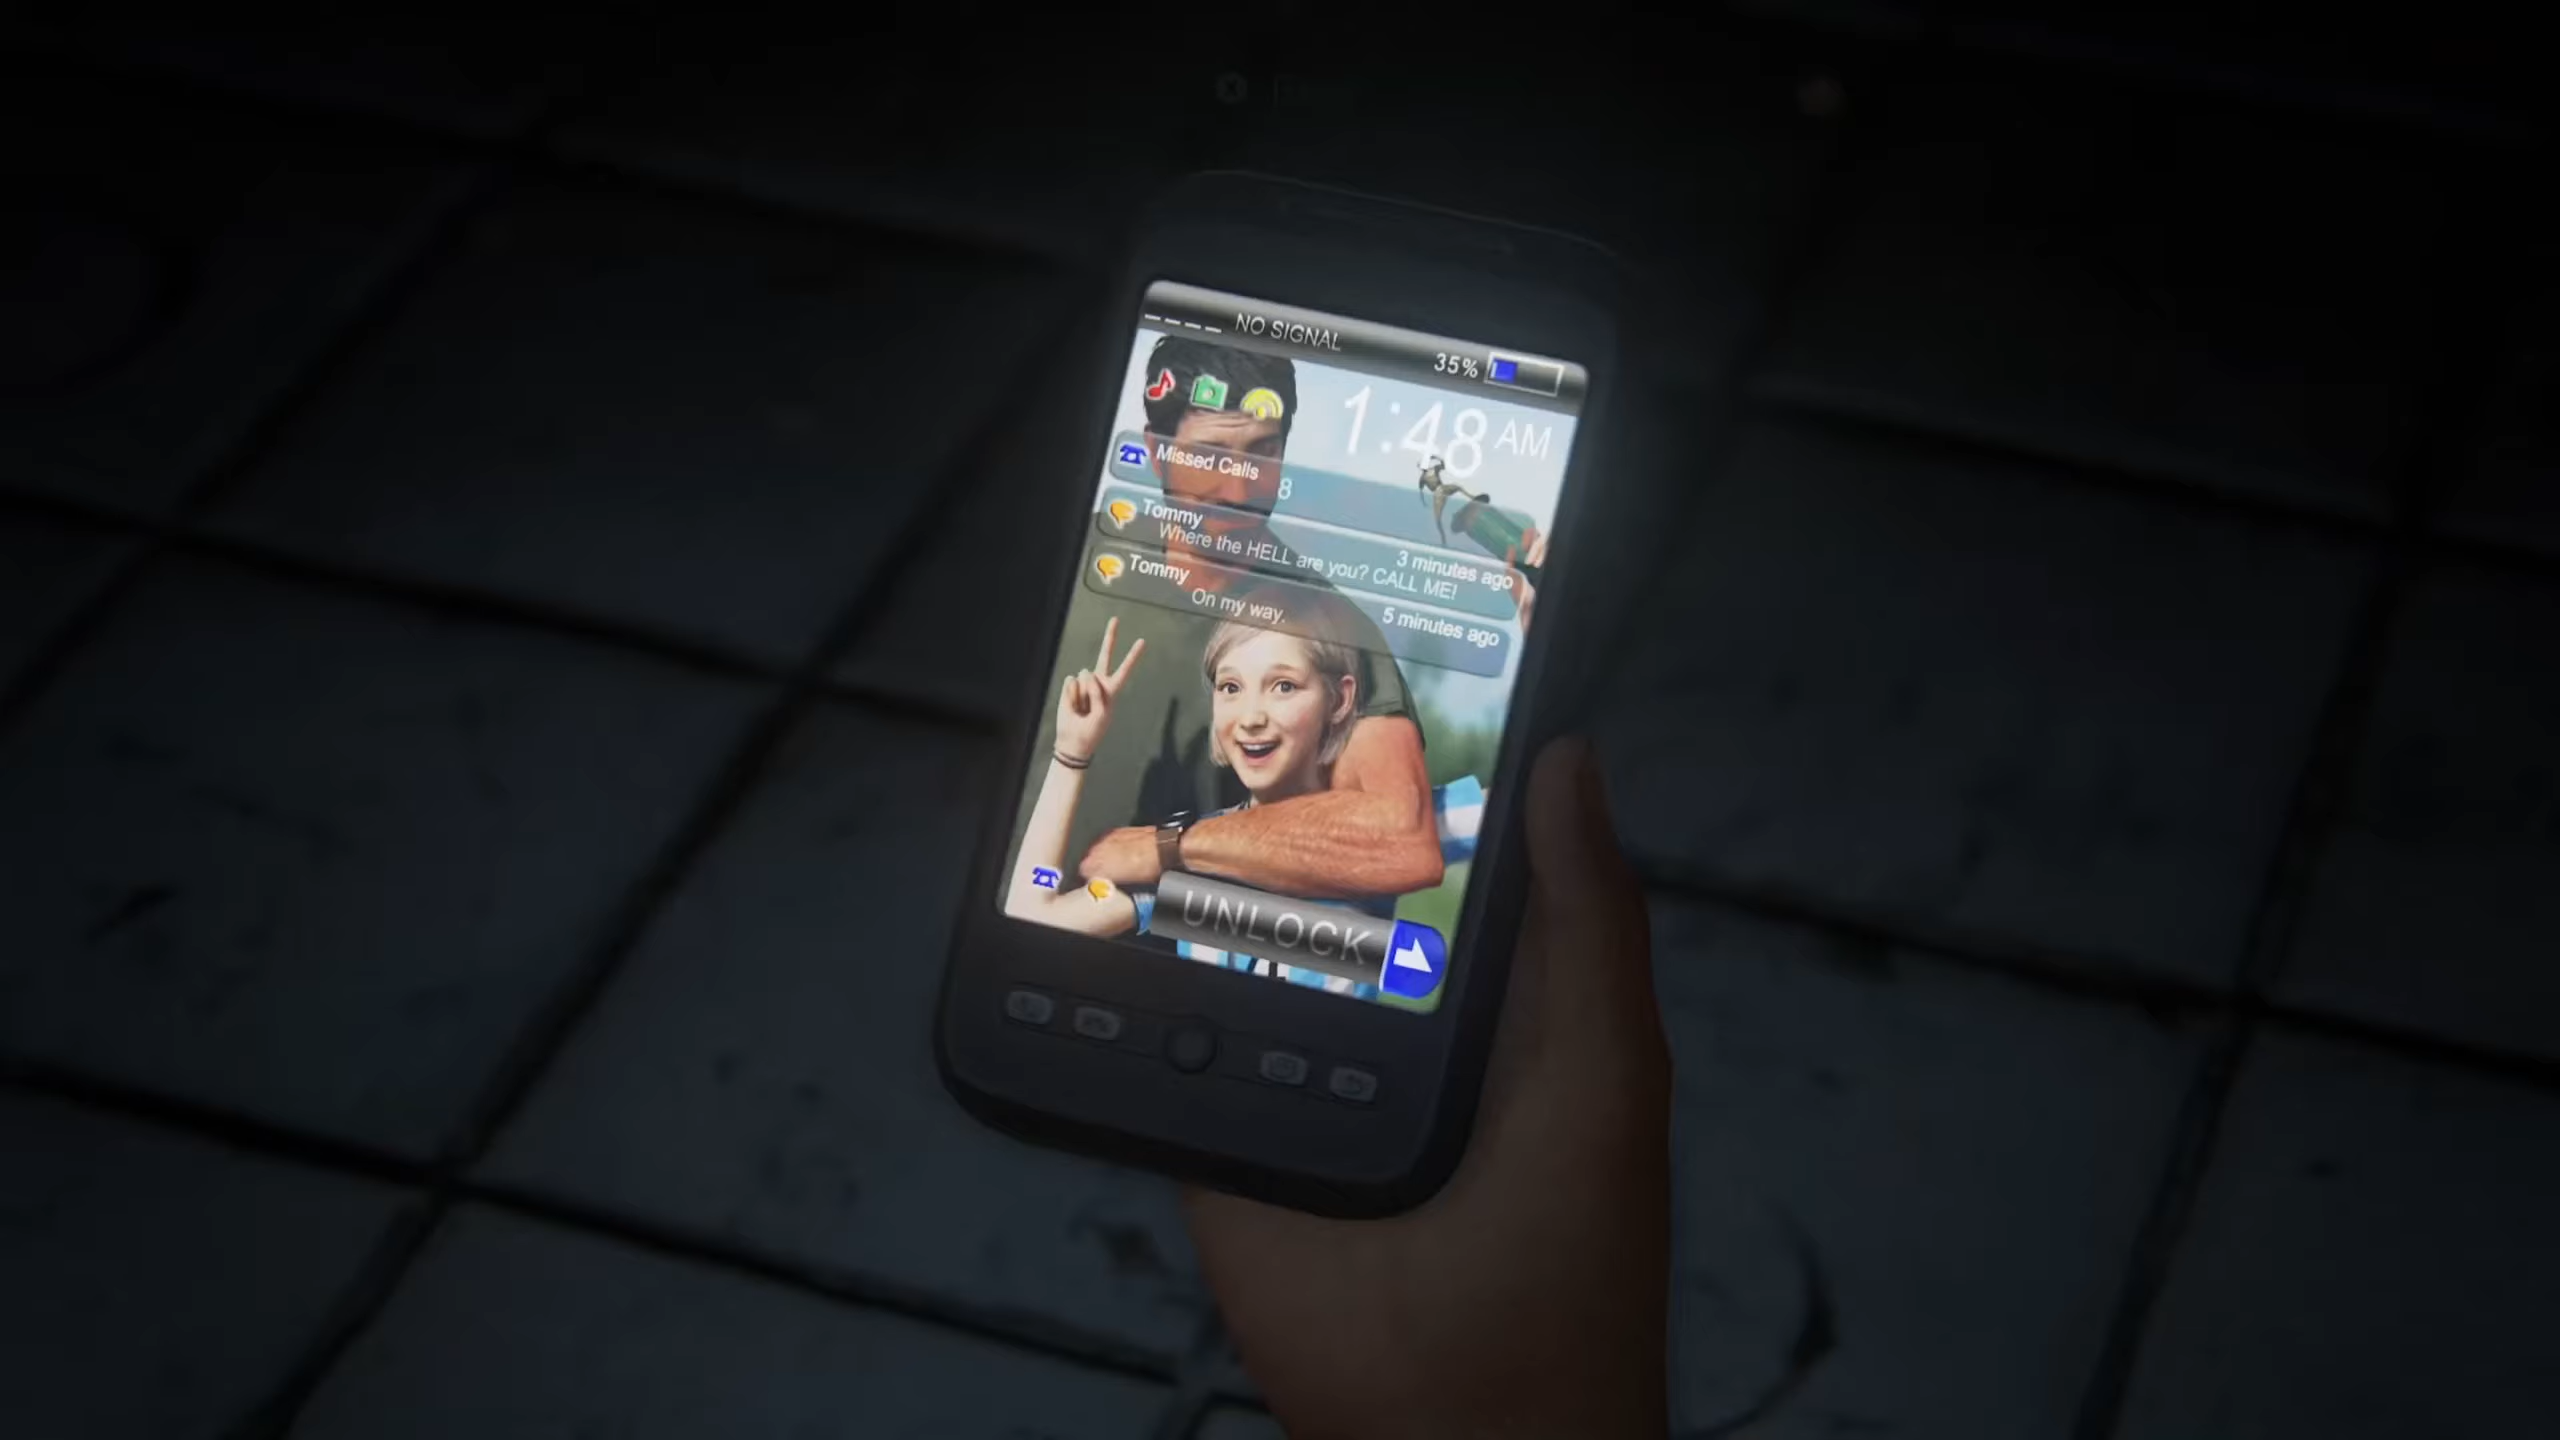 NO SIGNAL
35%
1:48 AM
Missed Calls
8
Tommy
3 minutes ago
Where the HELL are you? CALL ME!
Tommy
5 minutes ago
On my way.
UNLOCK